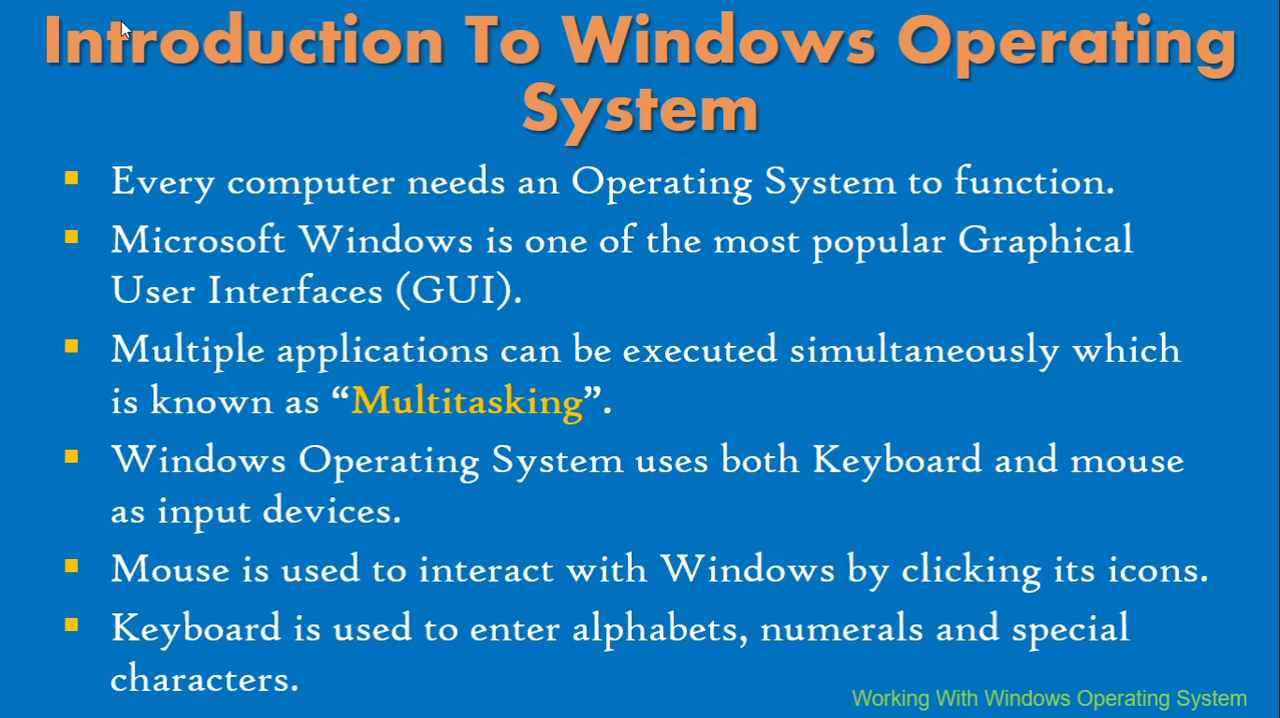 Introduction To Windows Operating
System
Every computer needs an Operating System to function.
Microsoft Windows is one of the most popular Graphical
User Interfaces (GUI).
Multiple applications can be executed simultaneously which
is known as “Multitasking”.
Windows Operating System uses both Keyboard and mouse
as input devices.
Mouse is used to interact with Windows by clicking its icons.
Keyboard is used to enter alphabets, numerals and special
characters.
Working With Windows Operating System